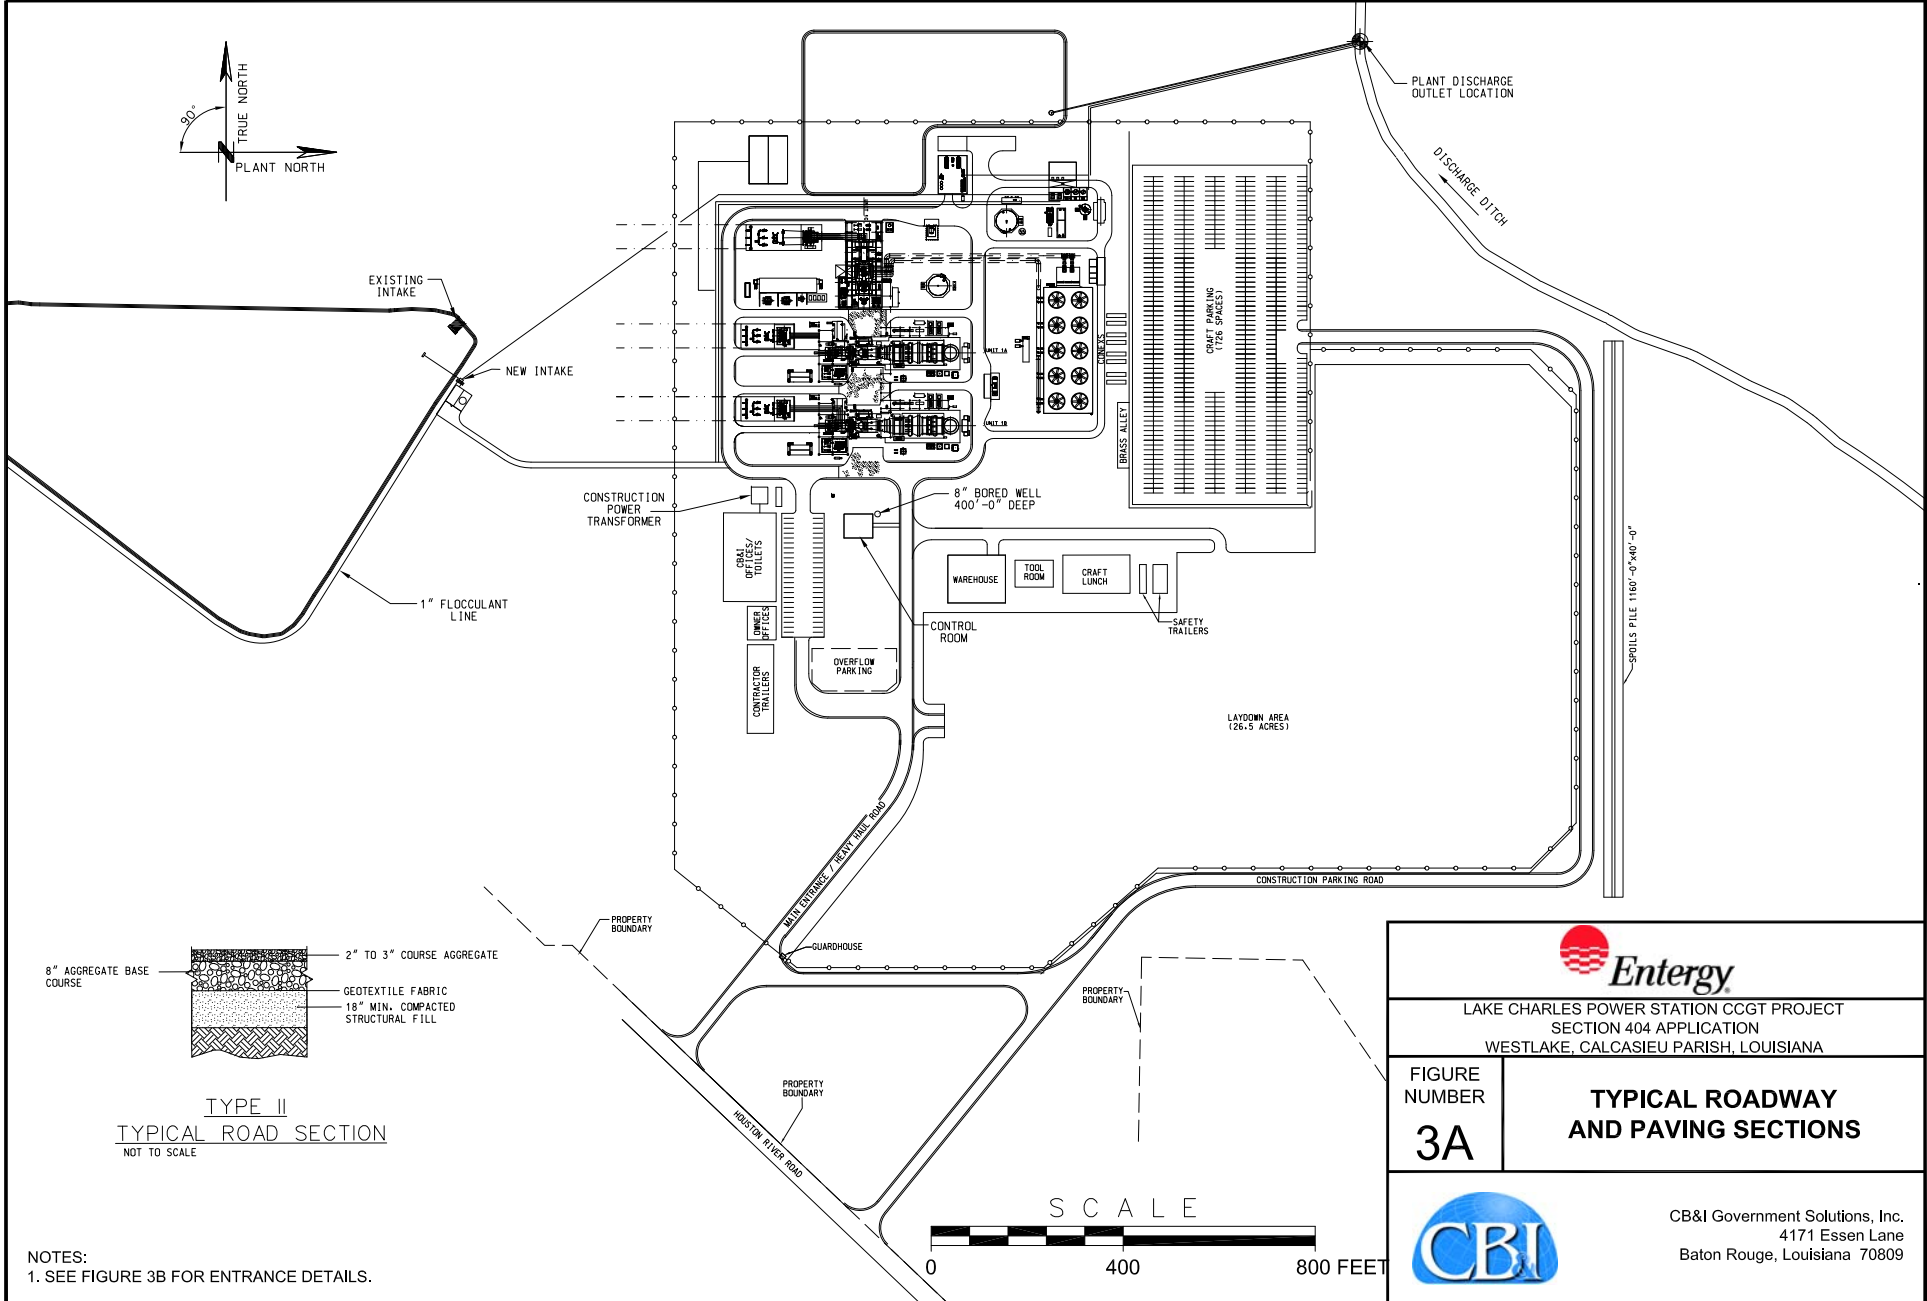 90°
TRUE NORTH
PLANT NORTH
PLANT DISCHARGE
OUTLET LOCATION
DISCHARGE DITCH
EXISTING
INTAKE
NEW INTAKE
1" FLOCCULANT
LINE
UNIT 1A
UNIT 1B
CONEXS
BRASS ALLEY
CRAFT PARKING
(726 SPACES)
CONSTRUCTION
POWER
TRANSFORMER
8" BORED WELL
400'-0" DEEP
CB&I
OFFICES/
TOILETS
OWNER
OFFICES
CONTRACTOR
TRAILERS
OVERFLOW
PARKING
CONTROL
ROOM
WAREHOUSE
TOOL
ROOM
CRAFT
LUNCH
SAFETY
TRAILERS
SPOILS PILE 1160'-0"x40'-0"
LAYDOWN AREA
(26.5 ACRES)
MAIN ENTRANCE / HEAVY HAUL ROAD
CONSTRUCTION PARKING ROAD
PROPERTY
BOUNDARY
GUARDHOUSE
PROPERTY
BOUNDARY
PROPERTY
BOUNDARY
HOUSTON RIVER ROAD
8" AGGREGATE BASE
COURSE
2" TO 3" COURSE AGGREGATE
GEOTEXTILE FABRIC
18" MIN. COMPACTED
STRUCTURAL FILL
TYPE II
TYPICAL ROAD SECTION
NOT TO SCALE
NOTES:
1. SEE FIGURE 3B FOR ENTRANCE DETAILS.
SCALE
0 400 800 FEET
Entergy
LAKE CHARLES POWER STATION CCGT PROJECT
SECTION 404 APPLICATION
WESTLAKE, CALCASIEU PARISH, LOUISIANA
FIGURE
NUMBER
3A
TYPICAL ROADWAY
AND PAVING SECTIONS
CB&I
CB&I Government Solutions, Inc.
4171 Essen Lane
Baton Rouge, Louisiana 70809